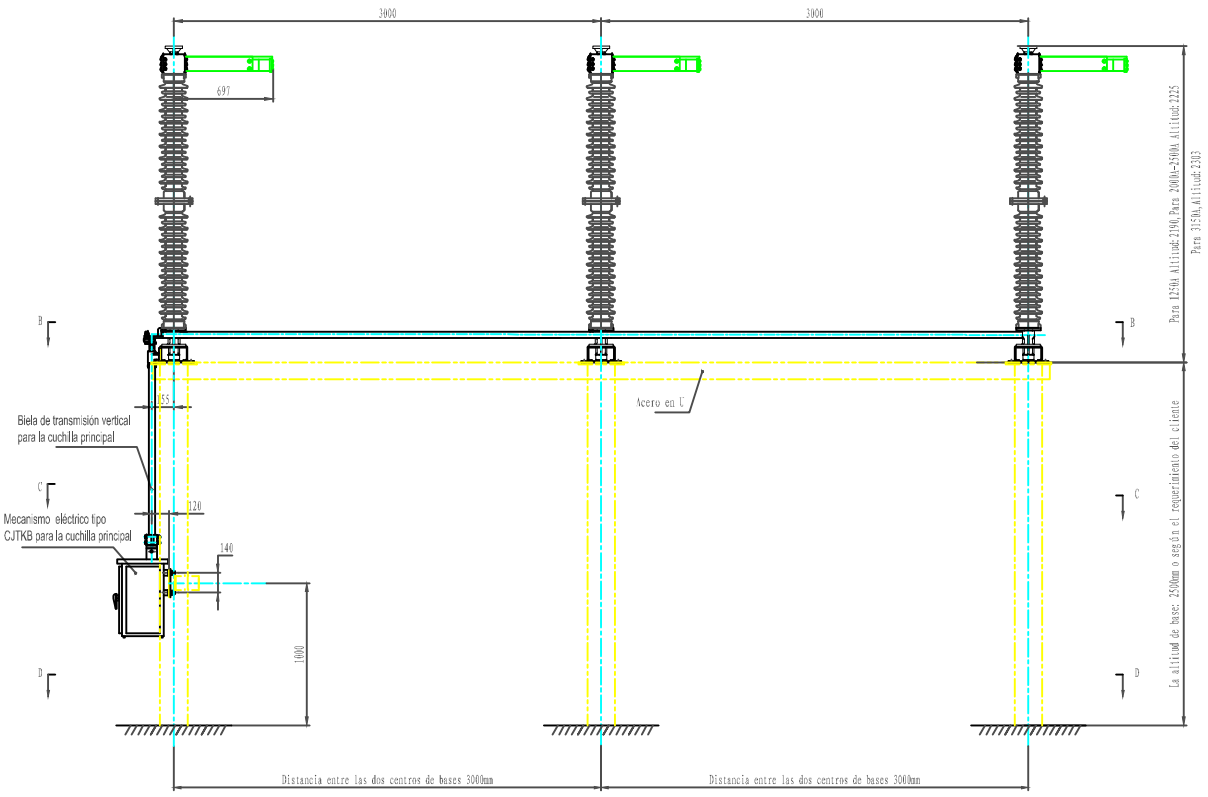 3000
3000
697
Para 1250A Altitud:2190, Para 2000A-2500A Altitud:2225
Para 3150A, Altitud:2303
B
B
155
Acero en U
Biela de transmisión vertical
para la cuchilla principal
C
C
120
Mecanismo eléctrico tipo
CJTKB para la cuchilla principal
140
1000
La altitud de base: 2500mm o según el requerimiento del cliente
D
D
Distancia entre las dos centros de bases 3000mm
Distancia entre las dos centros de bases 3000mm